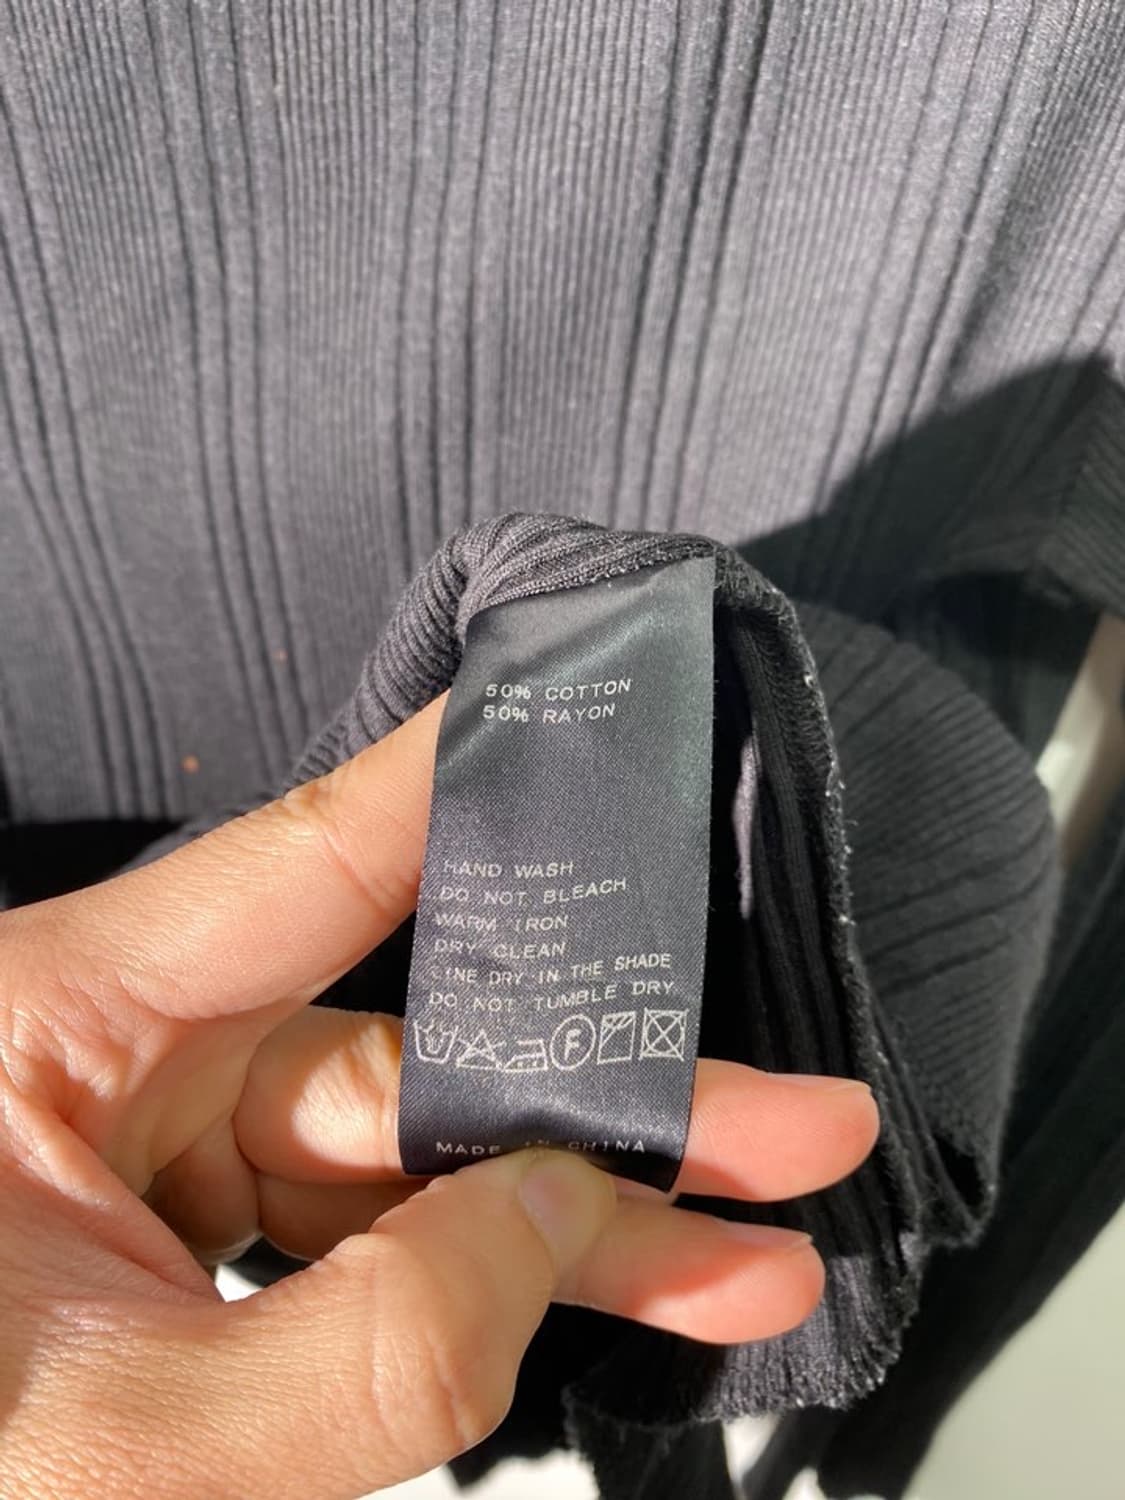 50% COTTON
50% RAYON
HAND WASH
DO NOT BLEACH
WARM IRON
DRY CLEAN
LINE DRY IN THE SHADE
DO NOT TUMBLE DRY
F
MADE IN CHINA